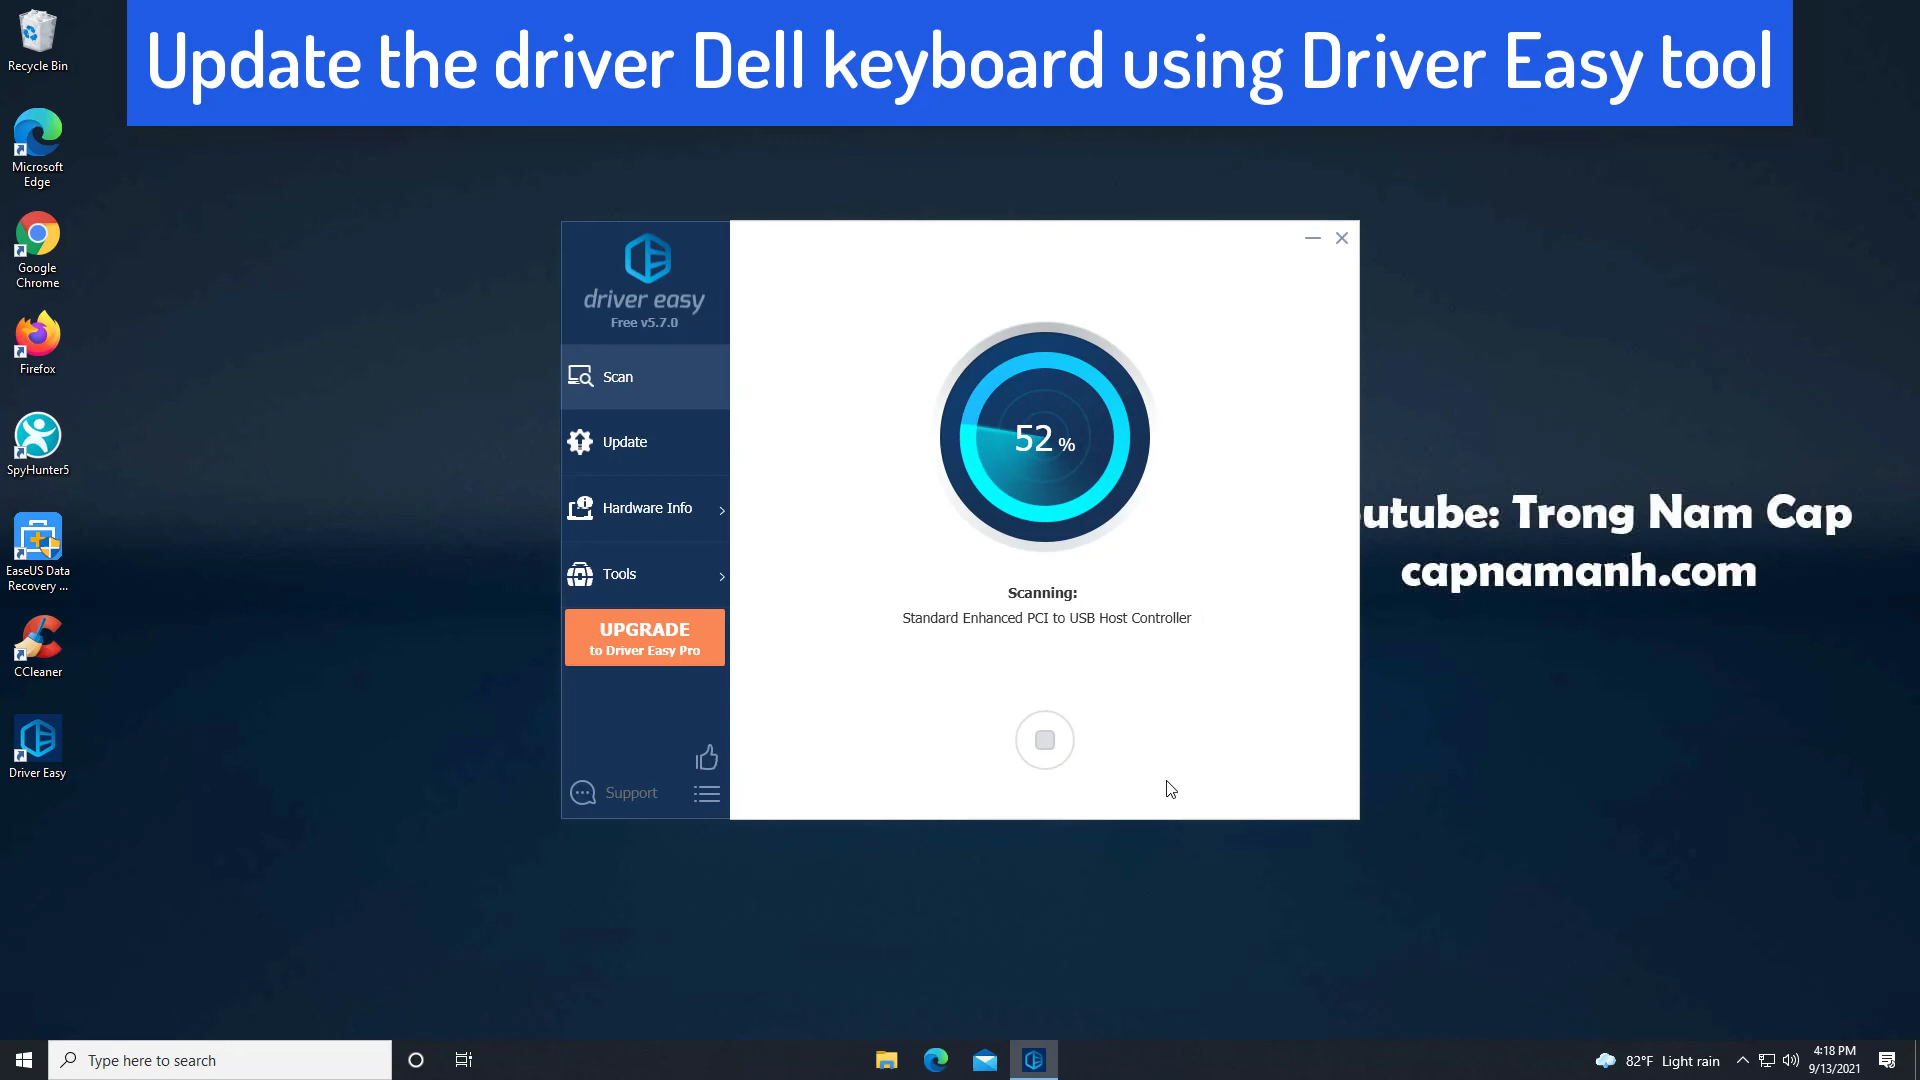 Update the driver Dell keyboard using Driver Easy tool
Recycle Bin
Microsoft
Edge
Google
Chrome
Firefox
SpyHunter5
EaseUS Data
Recovery ...
CCleaner
Driver Easy
driver easy
Free v5.7.0
Scan
Update
Hardware Info
Tools
UPGRADE
to Driver Easy Pro
Support
52 %
Scanning:
Standard Enhanced PCI to USB Host Controller
utube: Trong Nam Cap
capnamanh.com
Type here to search
82°F Light rain
4:18 PM
9/13/2021